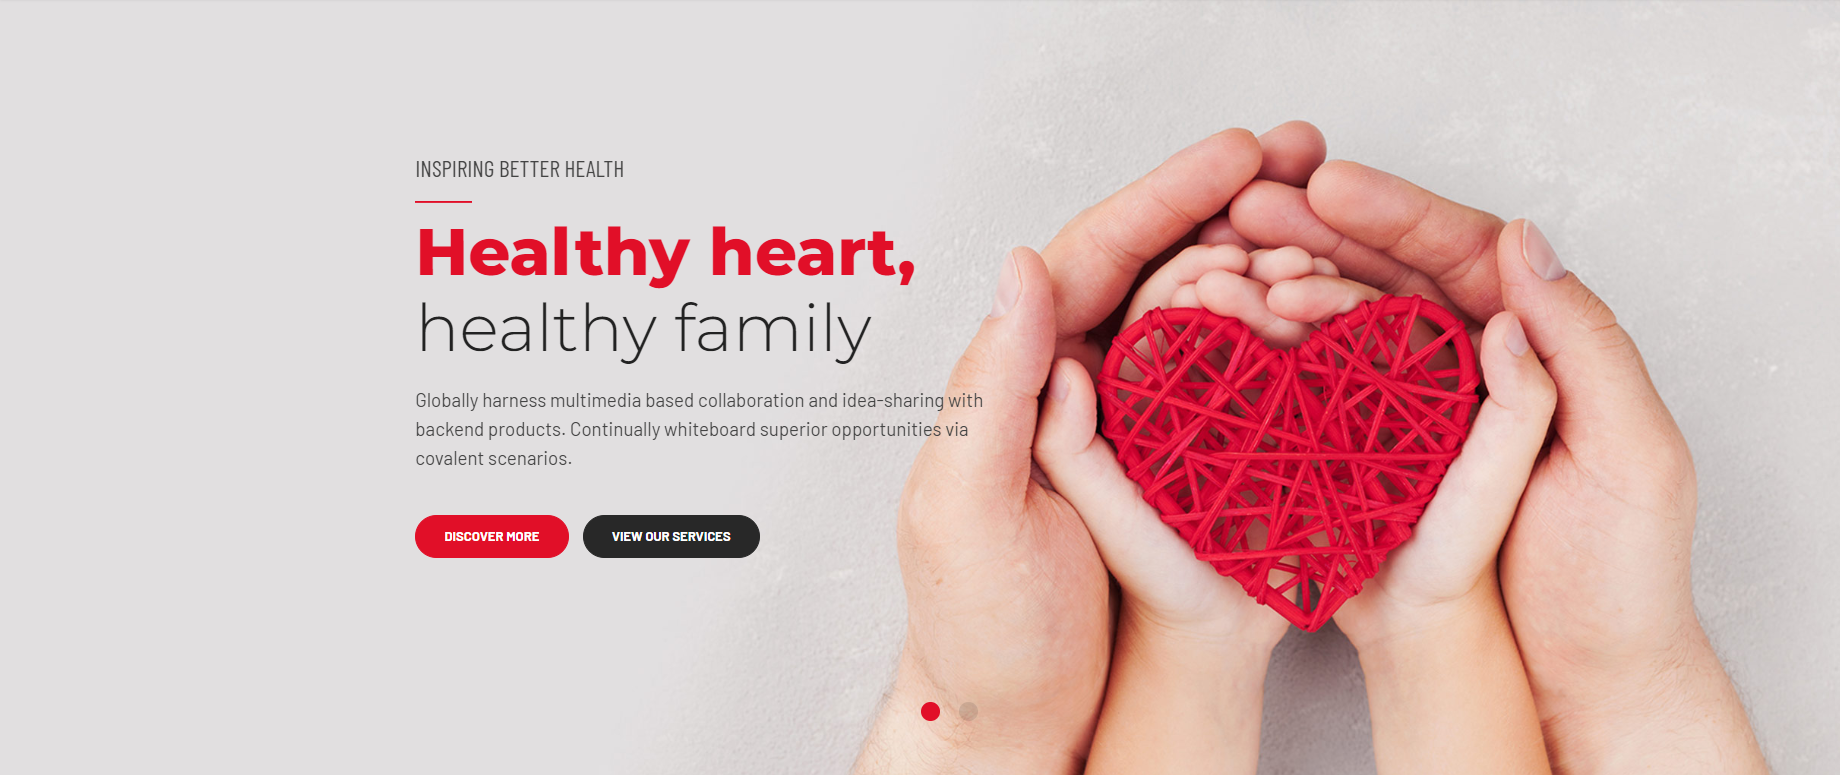 INSPIRING BETTER HEALTH
Healthy heart,
healthy family
Globally harness multimedia based collaboration and idea-sharing with
backend products. Continually whiteboard superior opportunities via
covalent scenarios.
DISCOVER MORE VIEW OUR SERVICES